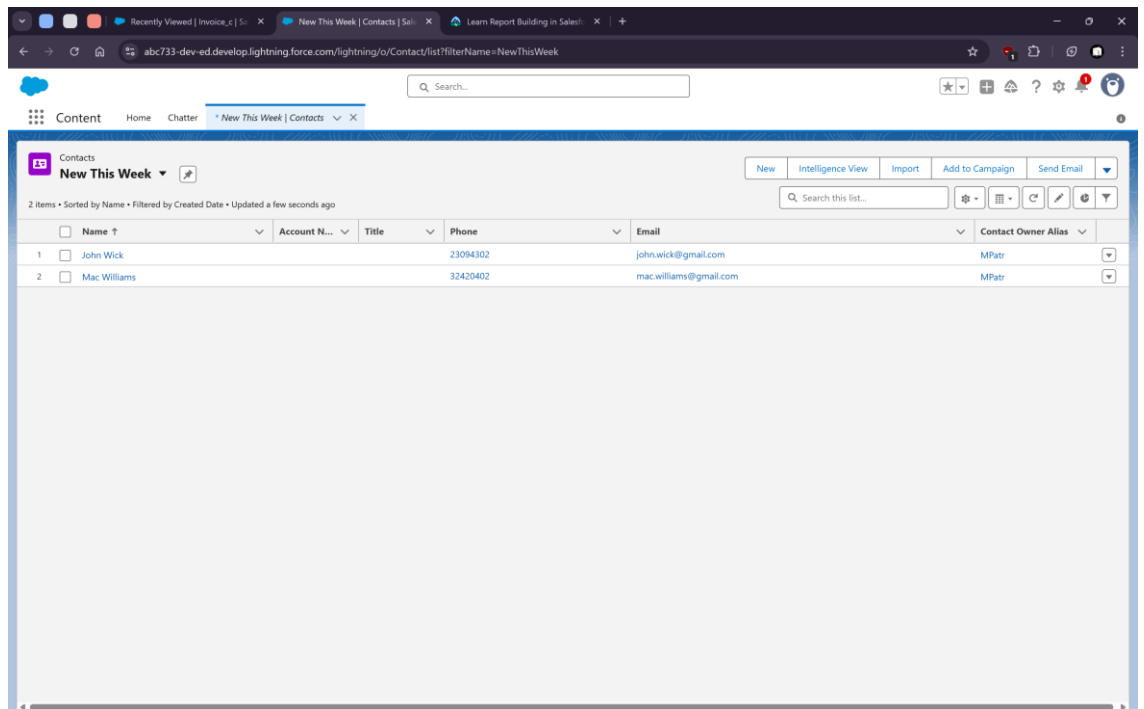 Recently Viewed | Invoice_c | Sa
New This Week | Contacts | Sale
Learn Report Building in Salesfo
abc733-dev-ed.develop.lightning.force.com/lightning/o/Contact/list?filterName=NewThisWeek
1
Search...
1
Content Home Chatter * New This Week | Contacts
Contacts
New This Week
New Intelligence View Import Add to Campaign Send Email
2 items • Sorted by Name • Filtered by Created Date • Updated a few seconds ago
Search this list...
Name ↑ Account N... Title Phone Email Contact Owner Alias
1 John Wick 23094302 john.wick@gmail.com MPatr
2 Mac Williams 32420402 mac.williams@gmail.com MPatr